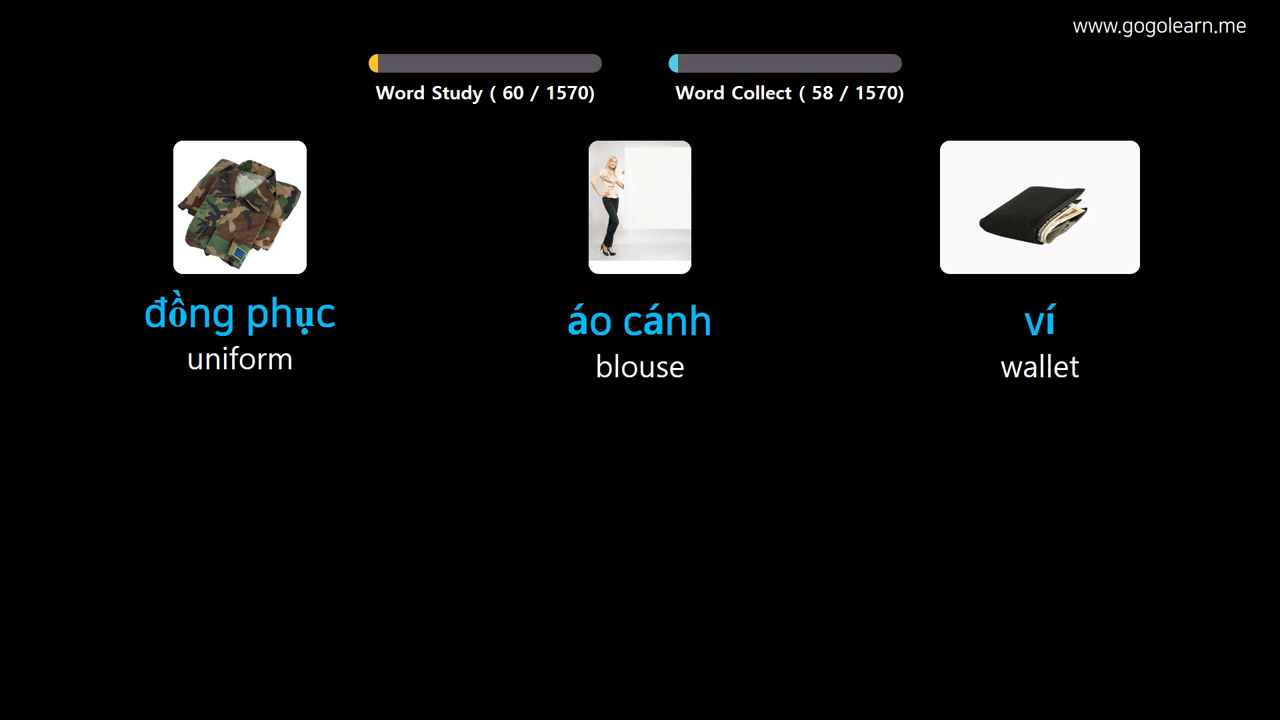 www.gogolearn.me
Word Study ( 60 / 1570)
Word Collect ( 58 / 1570)
đồng phục
uniform
áo cánh
blouse
ví
wallet